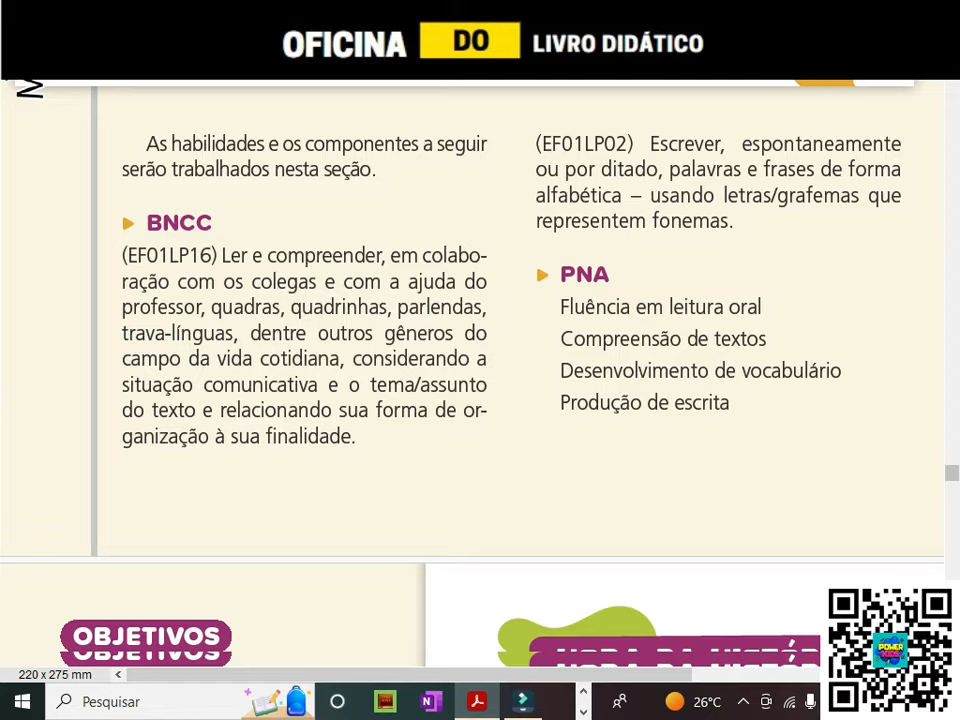 OFICINA DO LIVRO DIDÁTICO
As habilidades e os componentes a seguir
serão trabalhados nesta seção.
BNCC
(EF01LP16) Ler e compreender, em colabo-
ração com os colegas e com a ajuda do
professor, quadras, quadrinhas, parlendas,
trava-línguas, dentre outros gêneros do
campo da vida cotidiana, considerando a
situação comunicativa e o tema/assunto
do texto e relacionando sua forma de or-
ganização à sua finalidade.
(EF01LP02) Escrever, espontaneamente
ou por ditado, palavras e frases de forma
alfabética – usando letras/grafemas que
representem fonemas.
PNA
Fluência em leitura oral
Compreensão de textos
Desenvolvimento de vocabulário
Produção de escrita
OBJETIVOS
220 x 275 mm
Pesquisar
26°C
POWER KIDS